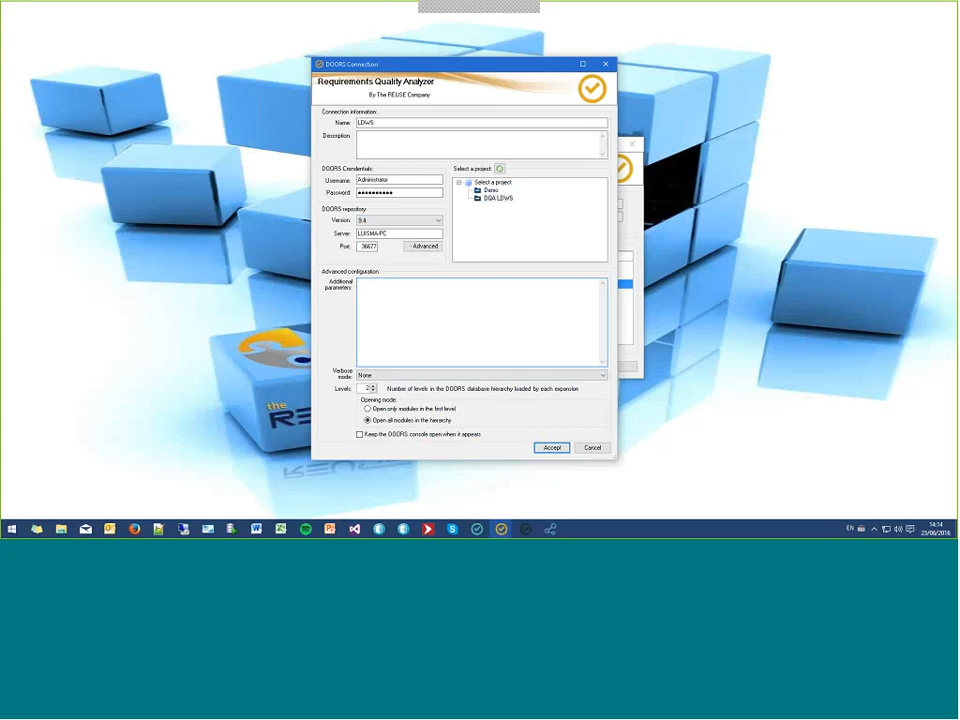 DOORS Connection
Requirements Quality Analyzer
By The REUSE Company
Connection information:
Name: LDWS
Description:
DOORS Crendentials:
Username: Administrator
Password: ●●●●●●●●●●
Select a project:
Select a project
Demo
DQA LDWS
DOORS repository:
Version: 9.4
Server: LUISMA-PC
Port: 36677
- Advanced
Advanced configuration:
Additional
parameters:
Verbose
mode: None
Levels: 2 Number of levels in the DOORS database hierarchy loaded by each expansion
Opening mode:
Open only modules in the first level
Open all modules in the hierarchy
Keep the DOORS console open when it appears
Accept Cancel
the
REUSE
EN
14:14
23/06/2016